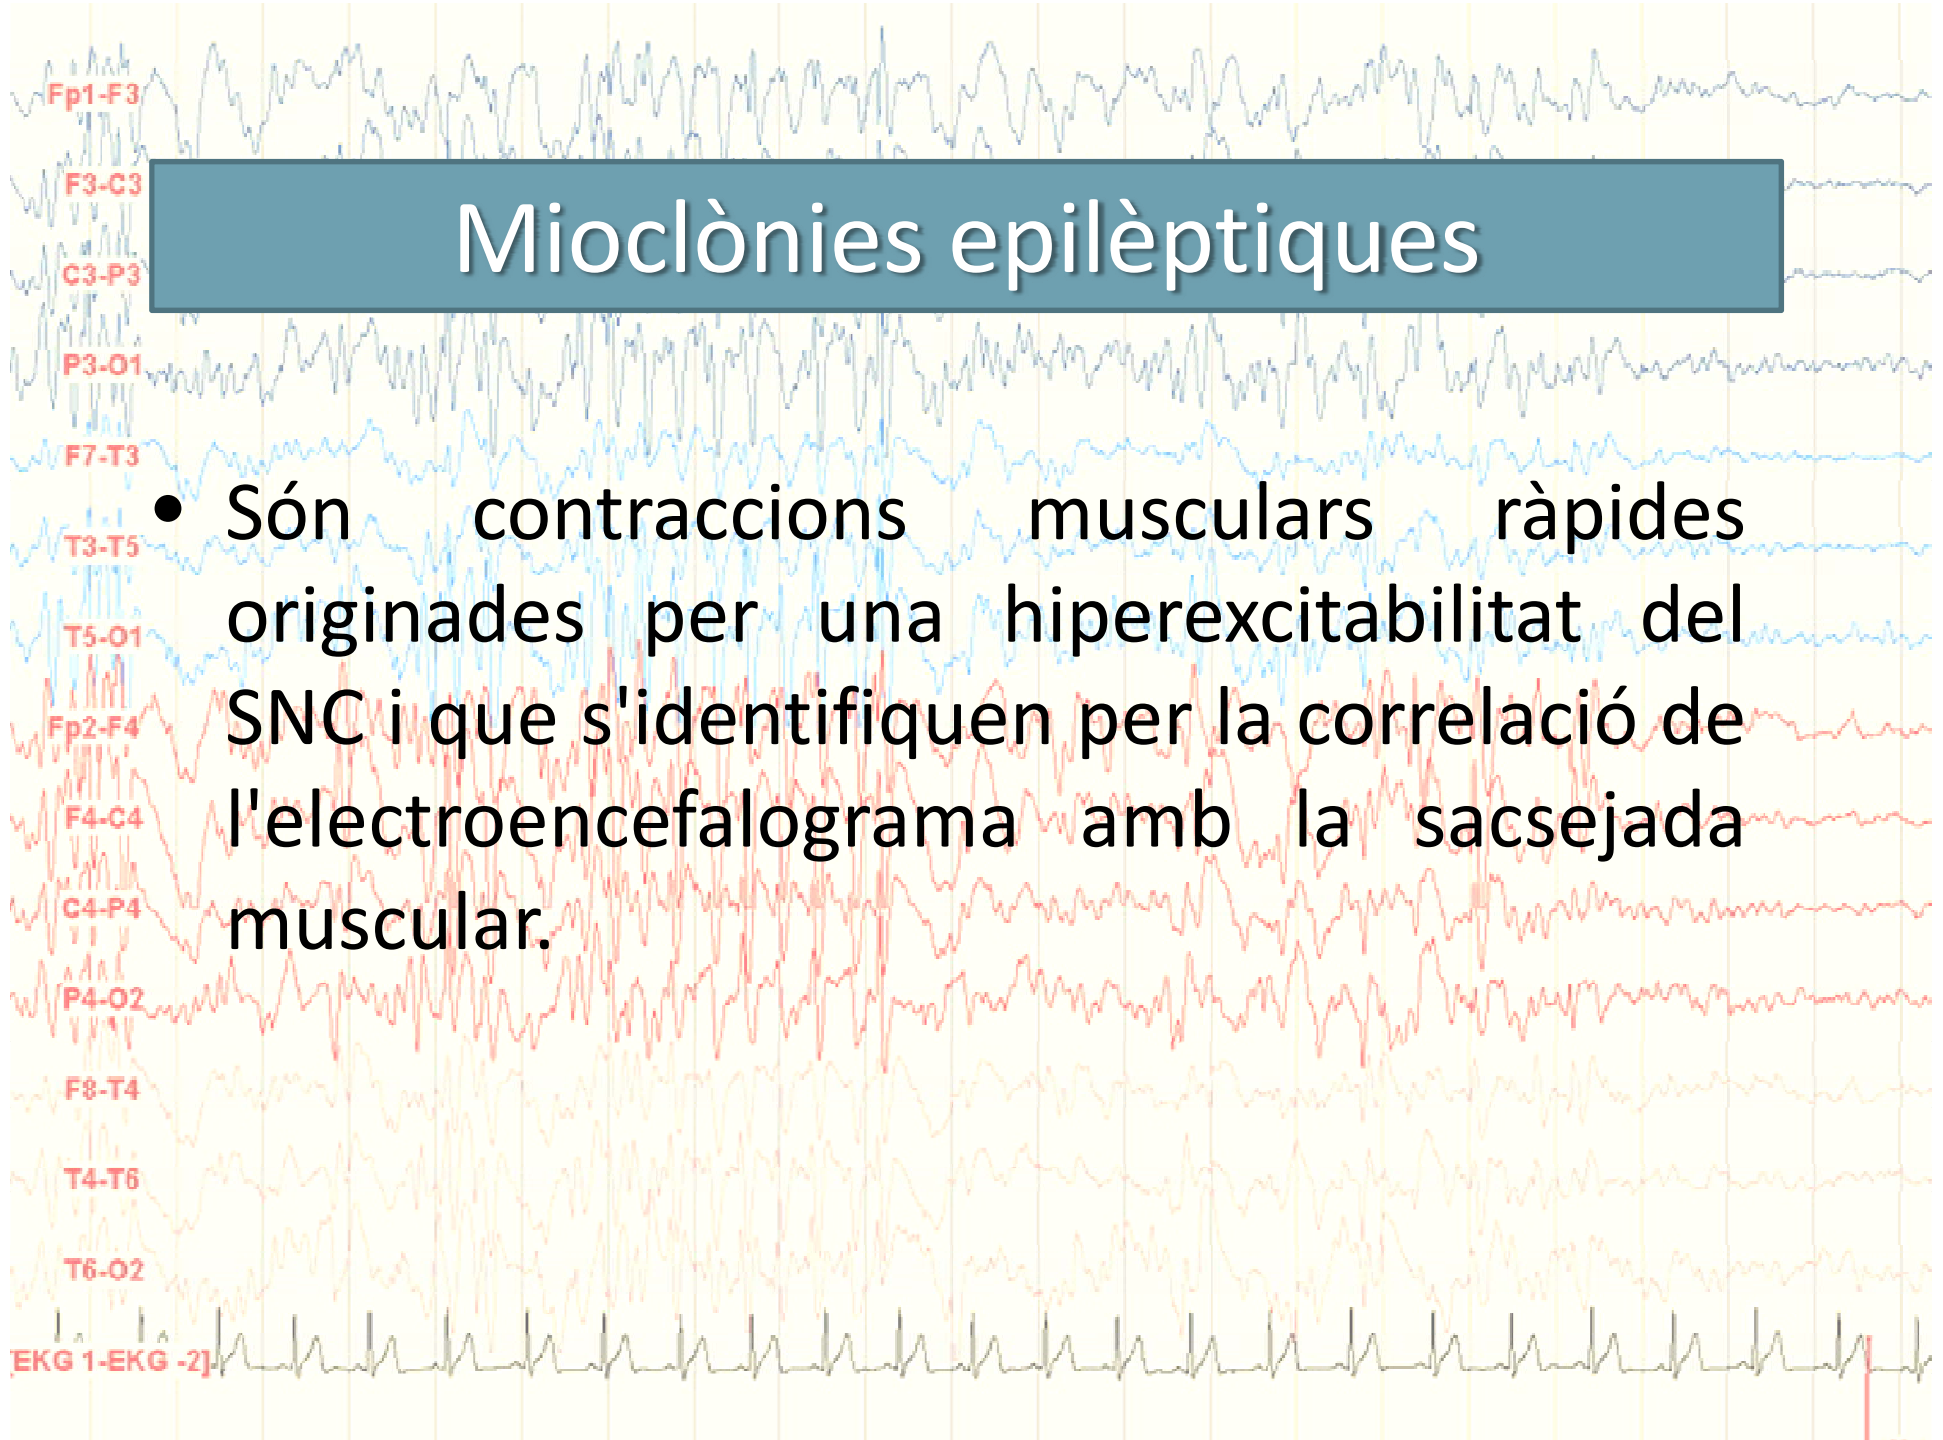 Fp1-F3
F3-C3
Mioclònies epilèptiques
C3-P3
P3-O1
F7-T3
• Són contraccions musculars ràpides
T3-T5
originades per una hiperexcitabilitat del
T5-O1
SNC i que s'identifiquen per la correlació de
Fp2-F4
l'electroencefalograma amb la sacsejada
F4-C4
muscular.
C4-P4
P4-O2
F8-T4
T4-T6
T6-O2
[EKG 1-EKG -2]